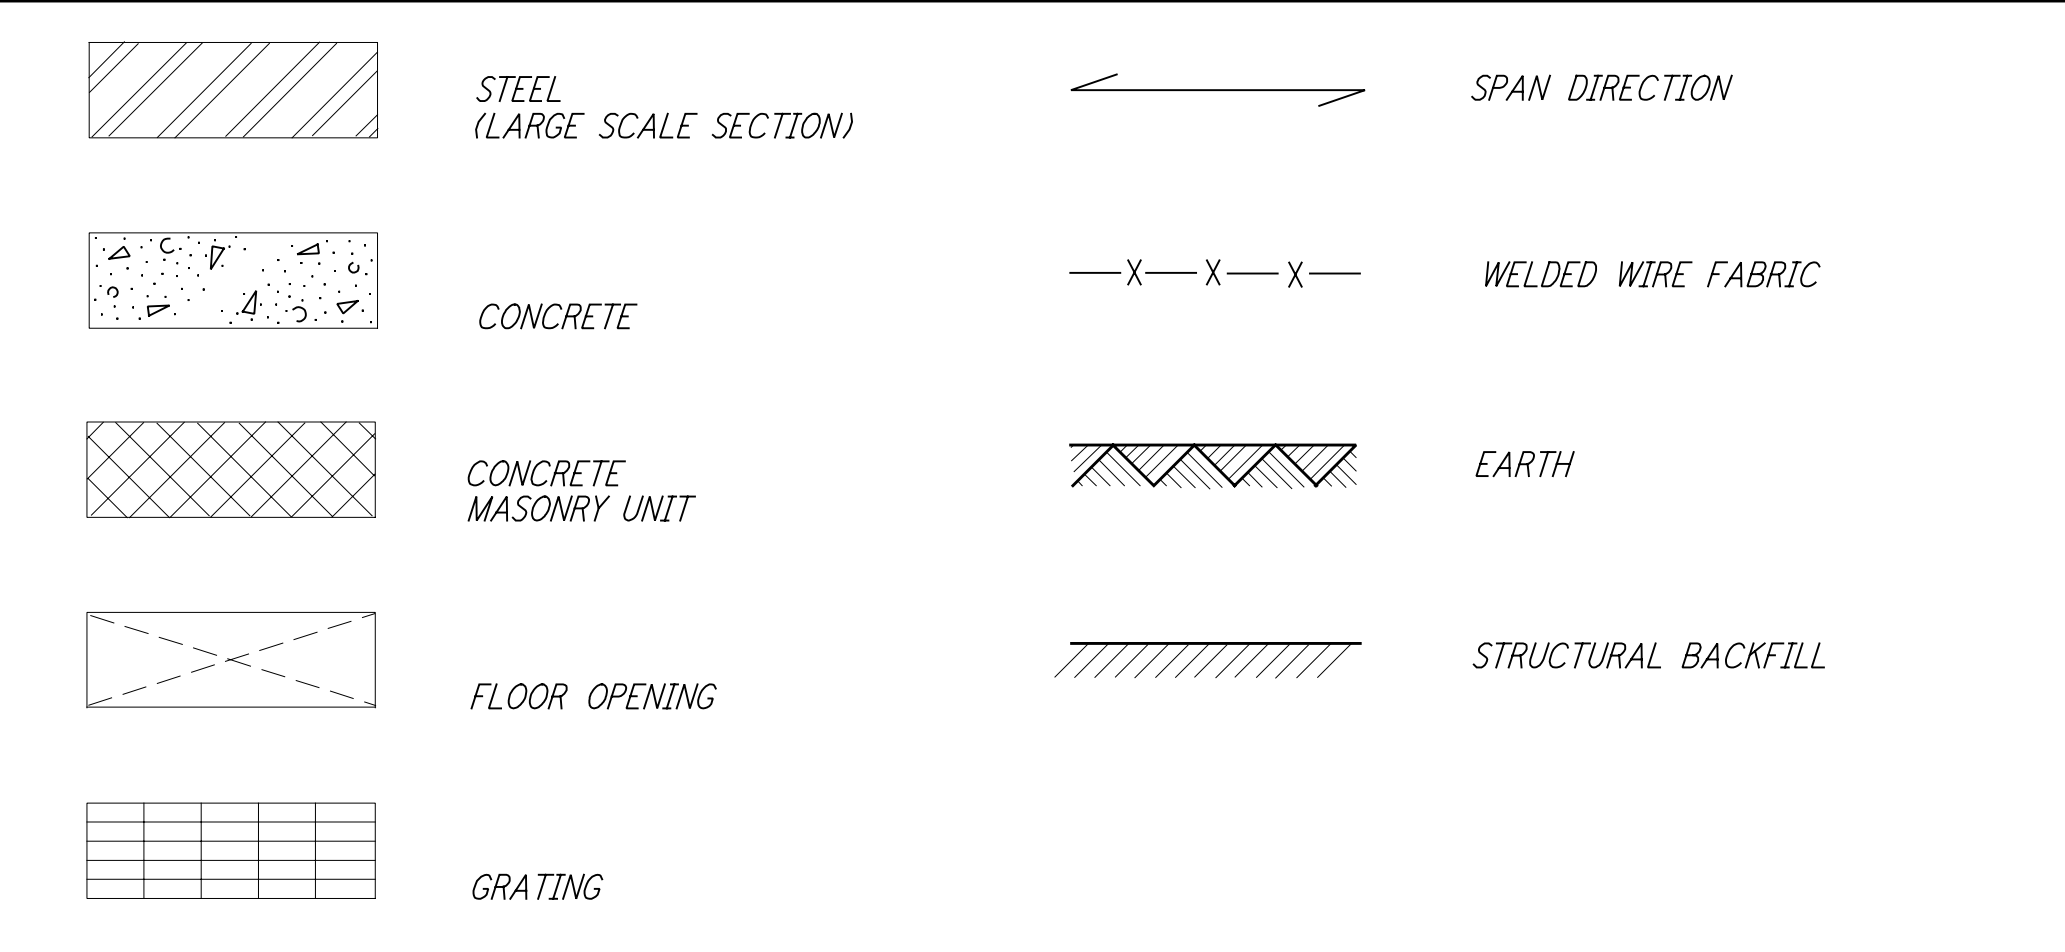 STEEL
(LARGE SCALE SECTION)
CONCRETE
CONCRETE
MASONRY UNIT
FLOOR OPENING
GRATING
SPAN DIRECTION
WELDED WIRE FABRIC
EARTH
STRUCTURAL BACKFILL